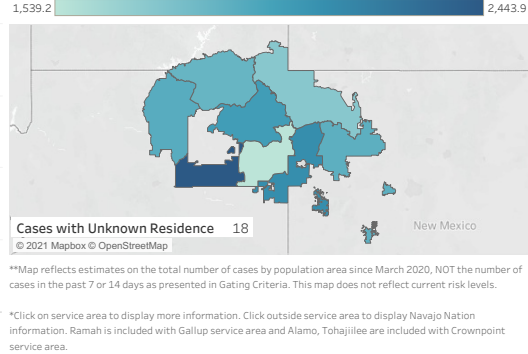 1,539.2 2,443.9
New Mexico
Cases with Unknown Residence 18
© 2021 Mapbox © OpenStreetMap
**Map reflects estimates on the total number of cases by population area since March 2020, NOT the number of
cases in the past 7 or 14 days as presented in Gating Criteria. This map does not reflect current risk levels.
*Click on service area to display more information. Click outside service area to display Navajo Nation
information. Ramah is included with Gallup service area and Alamo, Tohajiilee are included with Crownpoint
service area.